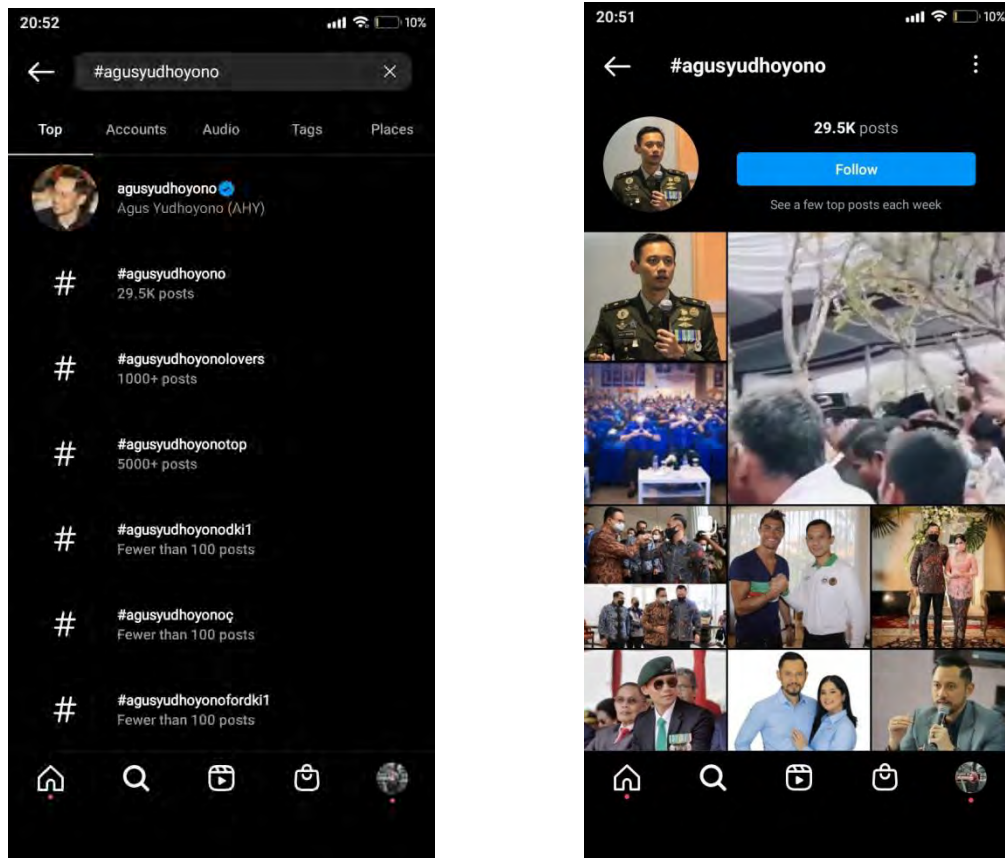 20:52
10%
#agusyudhoyono
Top Accounts Audio Tags Places
agusyudhoyono
Agus Yudhoyono (AHY)
#agusyudhoyono
29.5K posts
#agusyudhoyonolovers
1000+ posts
#agusyudhoyonotop
5000+ posts
#agusyudhoyonodki1
Fewer than 100 posts
#agusyudhoyonoç
Fewer than 100 posts
#agusyudhoyonofordki1
Fewer than 100 posts
20:51
10%
#agusyudhoyono
29.5K posts
Follow
See a few top posts each week